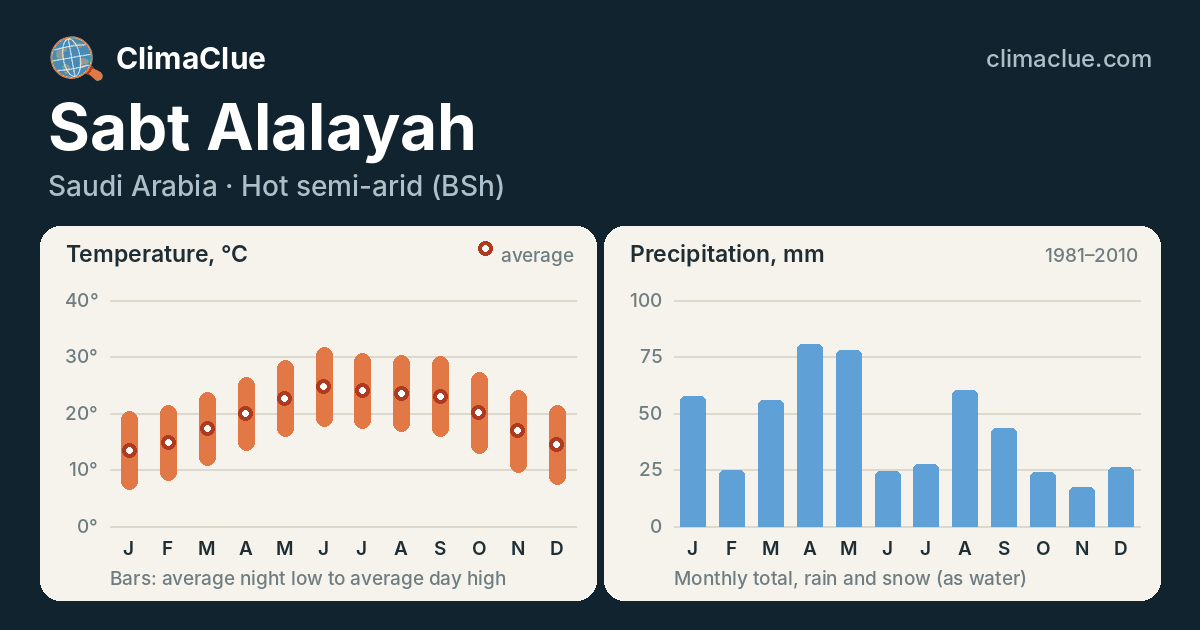 ClimaClue
climaclue.com
Sabt Alalayah
Saudi Arabia · Hot semi-arid (BSh)
Temperature, °C
average
40°
30°
20°
10°
0°
J F M A M J J A S O N D
Bars: average night low to average day high
Precipitation, mm
1981–2010
100
75
50
25
0
J F M A M J J A S O N D
Monthly total, rain and snow (as water)